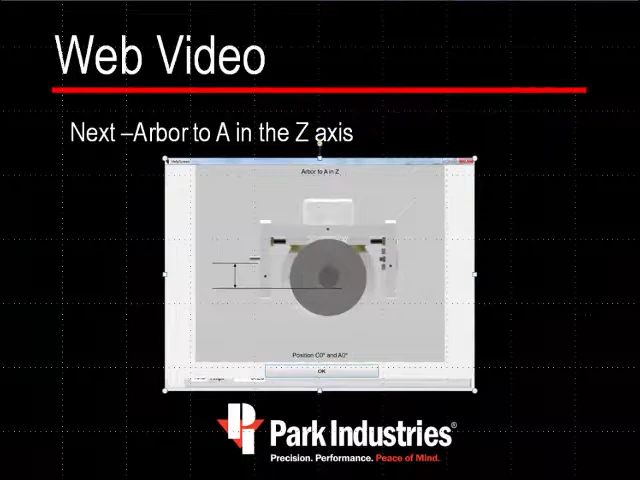 Web Video
Next –Arbor to A in the Z axis
Arbor to A in Z
Position C0° and A0°
OK
Park Industries®
Precision. Performance. Peace of Mind.